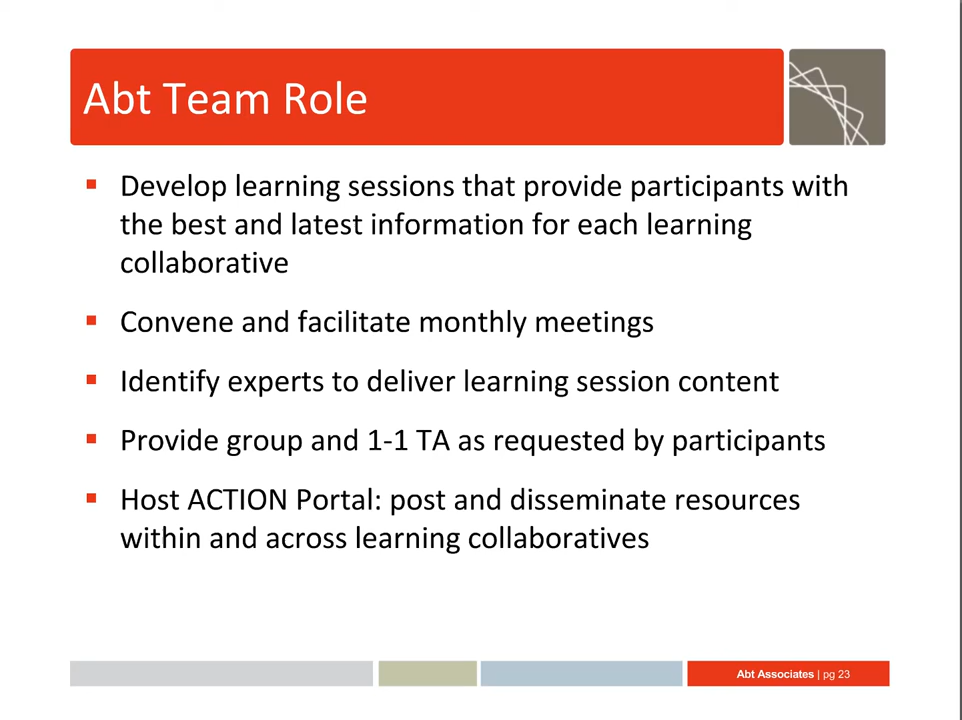 Abt Team Role
▪ Develop learning sessions that provide participants with
the best and latest information for each learning
collaborative
▪ Convene and facilitate monthly meetings
▪ Identify experts to deliver learning session content
▪ Provide group and 1-1 TA as requested by participants
▪ Host ACTION Portal: post and disseminate resources
within and across learning collaboratives
Abt Associates | pg 23